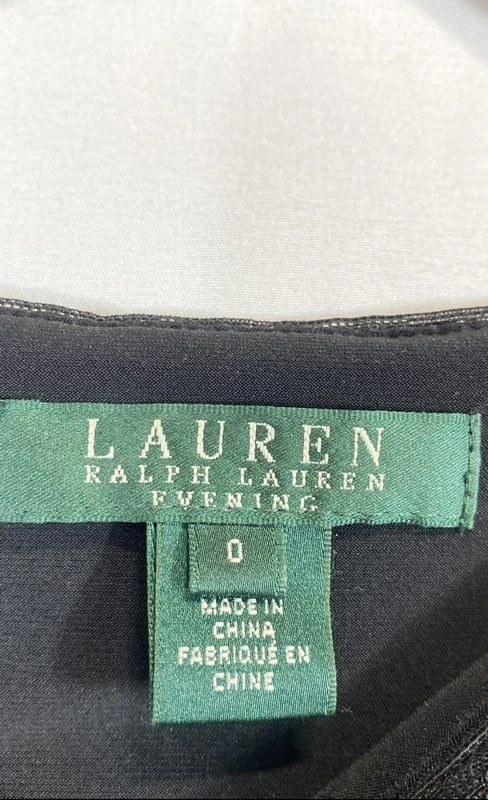 LAUREN
RALPH LAUREN
EVENING
0
MADE IN
CHINA
FABRIQUÉ EN
CHINE